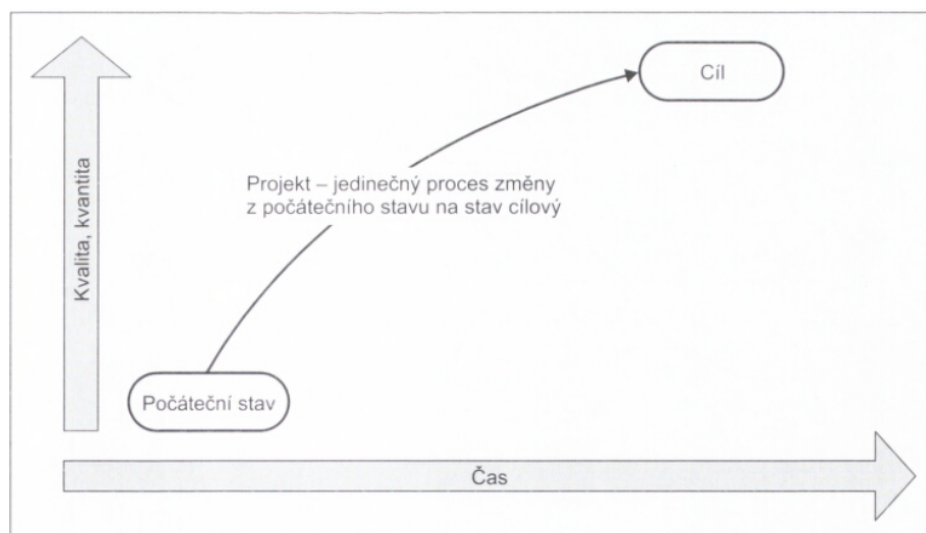 Cíl
Kvalita, kvantita
Projekt – jedinečný proces změny
z počátečního stavu na stav cílový
Počáteční stav
Čas